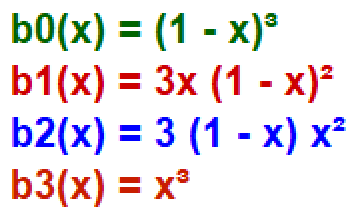 b0(x) = (1 - x)³
b1(x) = 3x (1 - x)²
b2(x) = 3 (1 - x) x²
b3(x) = x³